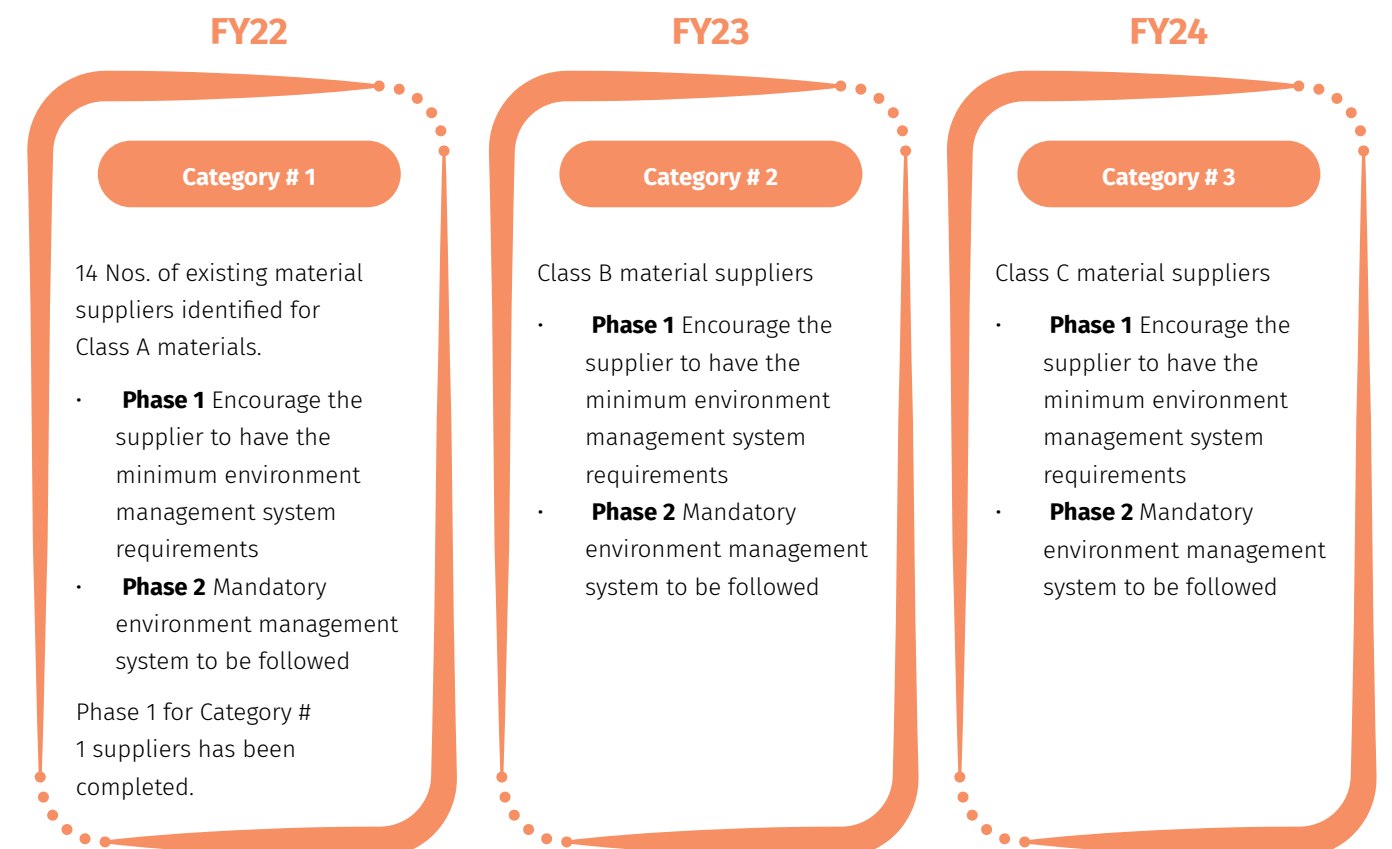 FY22
Category # 1
14 Nos. of existing material
suppliers identified for
Class A materials.
• Phase 1 Encourage the
supplier to have the
minimum environment
management system
requirements
• Phase 2 Mandatory
environment management
system to be followed
Phase 1 for Category #
1 suppliers has been
completed.
FY23
Category # 2
Class B material suppliers
• Phase 1 Encourage the
supplier to have the
minimum environment
management system
requirements
• Phase 2 Mandatory
environment management
system to be followed
FY24
Category # 3
Class C material suppliers
• Phase 1 Encourage the
supplier to have the
minimum environment
management system
requirements
• Phase 2 Mandatory
environment management
system to be followed